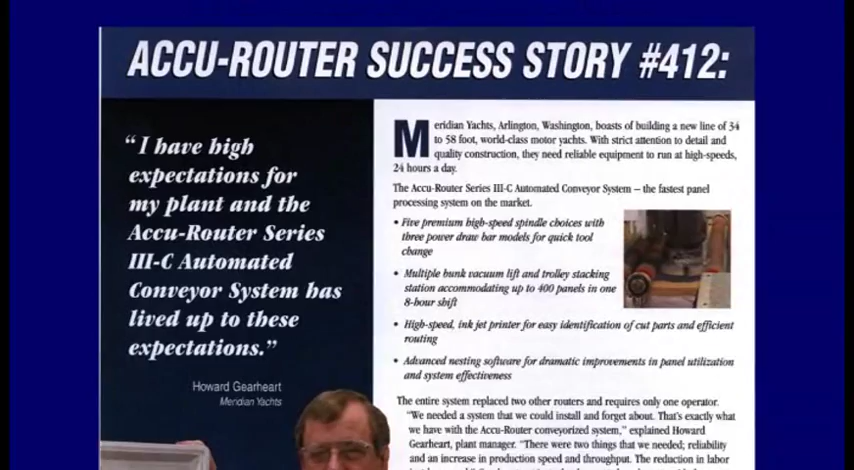 ACCU-ROUTER SUCCESS STORY #412:
"I have high
expectations for
my plant and the
Accu-Router Series
III-C Automated
Conveyor System has
lived up to these
expectations."
Howard Gearheart
Meridian Yachts
Meridian Yachts, Arlington, Washington, boasts of building a new line of 34
to 58 foot, world-class motor yachts. With strict attention to detail and
quality construction, they need reliable equipment to run at high-speeds,
24 hours a day.
The Accu-Router Series III-C Automated Conveyor System – the fastest panel
processing system on the market.
• Five premium high-speed spindle choices with
three power draw bar models for quick tool
change
• Multiple bunk vacuum lift and trolley stacking
station accommodating up to 400 panels in one
8-hour shift
• High-speed, ink jet printer for easy identification of cut parts and efficient
routing
• Advanced nesting software for dramatic improvements in panel utilization
and system effectiveness
The entire system replaced two other routers and requires only one operator.
"We needed a system that we could install and forget about. That's exactly what
we have with the Accu-Router conveyorized system," explained Howard
Gearheart, plant manager. "There were two things that we needed; reliability
and an increase in production speed and throughput. The reduction in labor